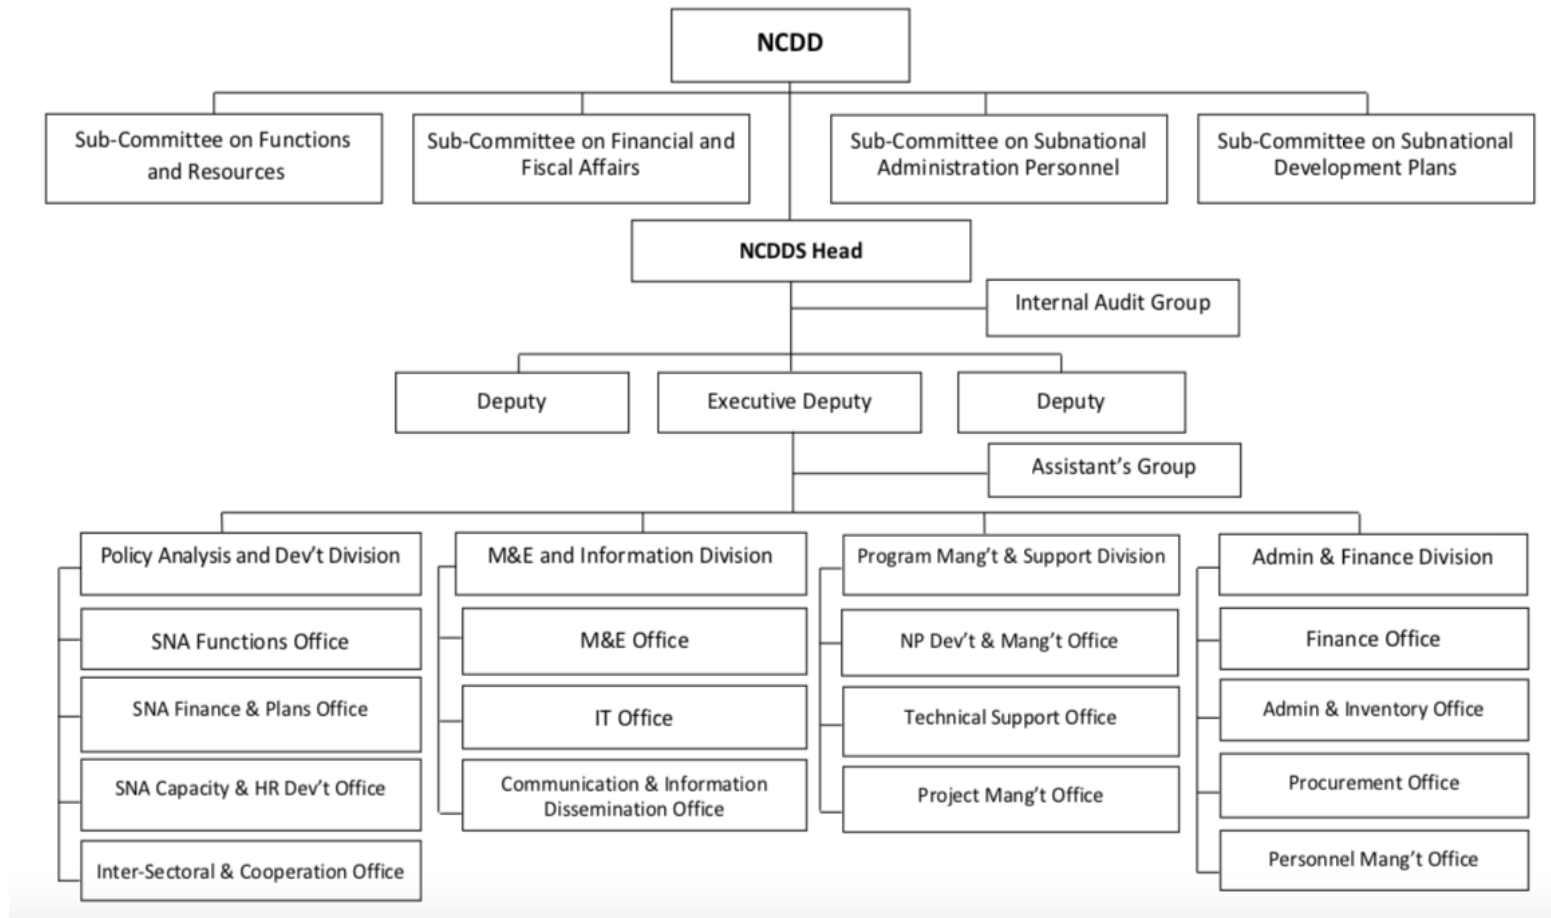 NCDD
Sub-Committee on Functions
and Resources
Sub-Committee on Financial and
Fiscal Affairs
Sub-Committee on Subnational
Administration Personnel
Sub-Committee on Subnational
Development Plans
NCDDS Head
Internal Audit Group
Deputy
Executive Deputy
Deputy
Assistant’s Group
Policy Analysis and Dev’t Division
SNA Functions Office
SNA Finance & Plans Office
SNA Capacity & HR Dev’t Office
Inter-Sectoral & Cooperation Office
M&E and Information Division
M&E Office
IT Office
Communication & Information
Dissemination Office
Program Mang’t & Support Division
NP Dev’t & Mang’t Office
Technical Support Office
Project Mang’t Office
Admin & Finance Division
Finance Office
Admin & Inventory Office
Procurement Office
Personnel Mang’t Office